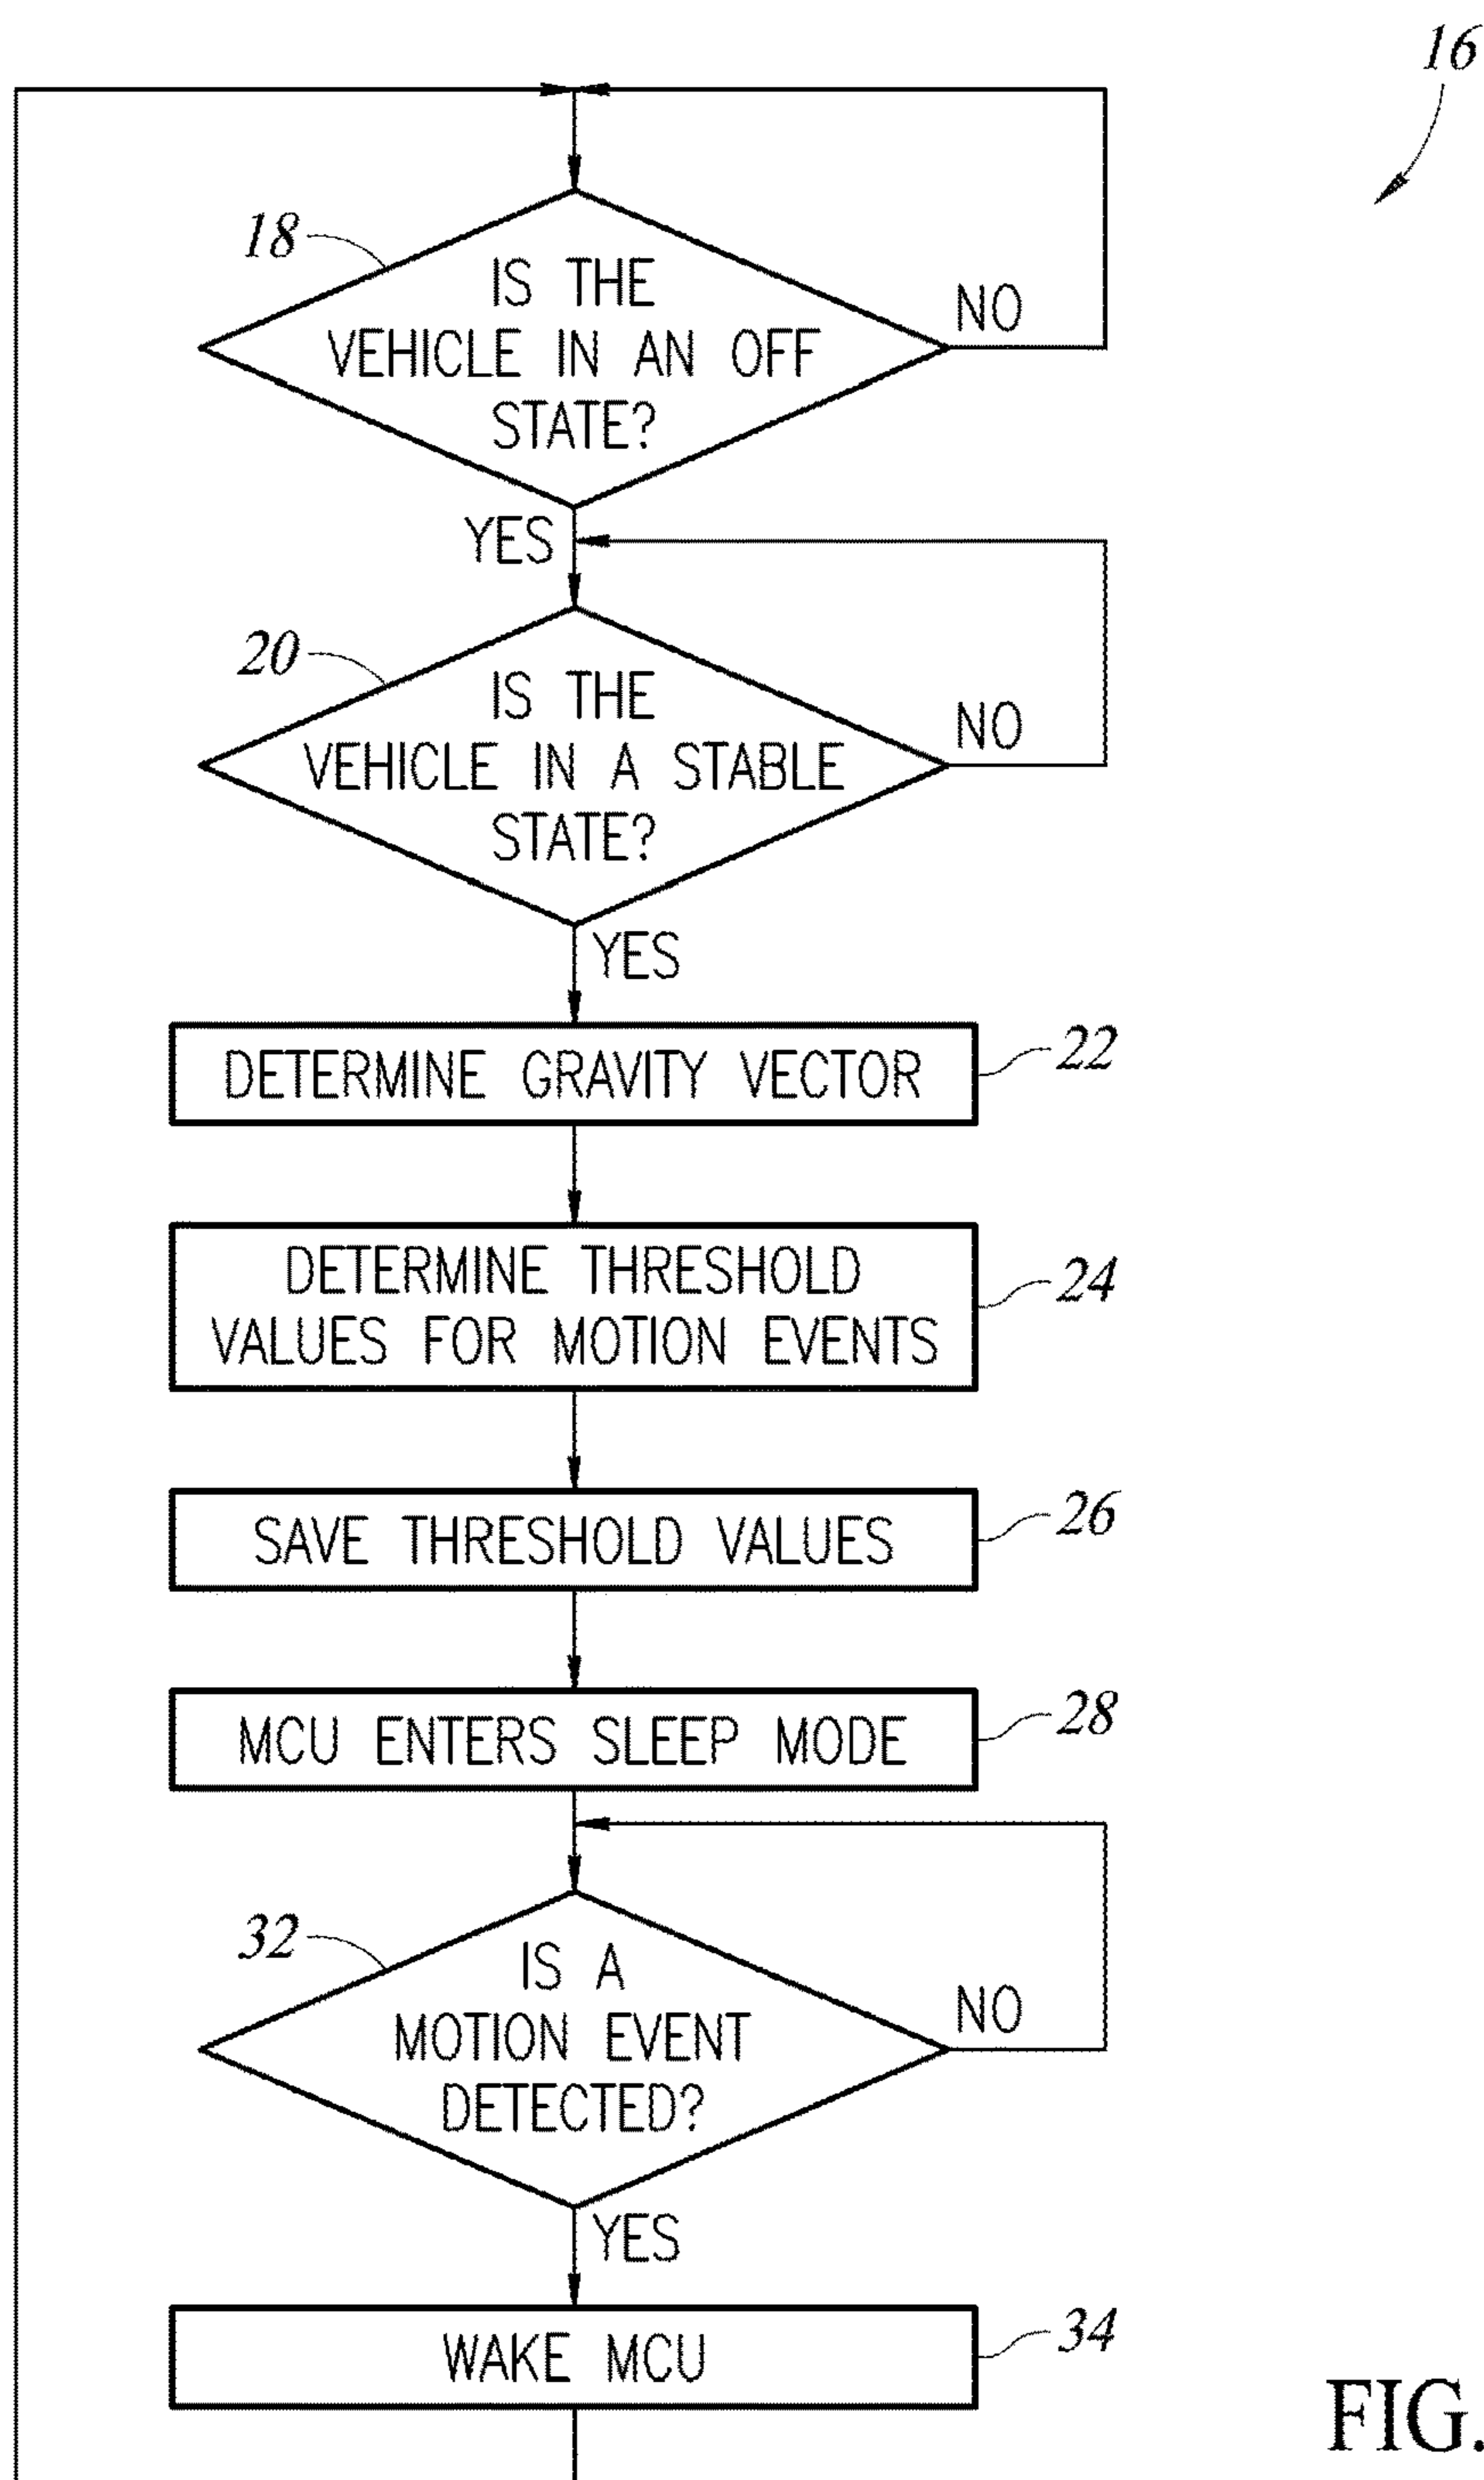 16
18
IS THE
VEHICLE IN AN OFF
STATE?
NO
YES
20
IS THE
VEHICLE IN A STABLE
STATE?
NO
YES
DETERMINE GRAVITY VECTOR
22
DETERMINE THRESHOLD
VALUES FOR MOTION EVENTS
24
SAVE THRESHOLD VALUES
26
MCU ENTERS SLEEP MODE
28
32
IS A
MOTION EVENT
DETECTED?
NO
YES
WAKE MCU
34
FIG.